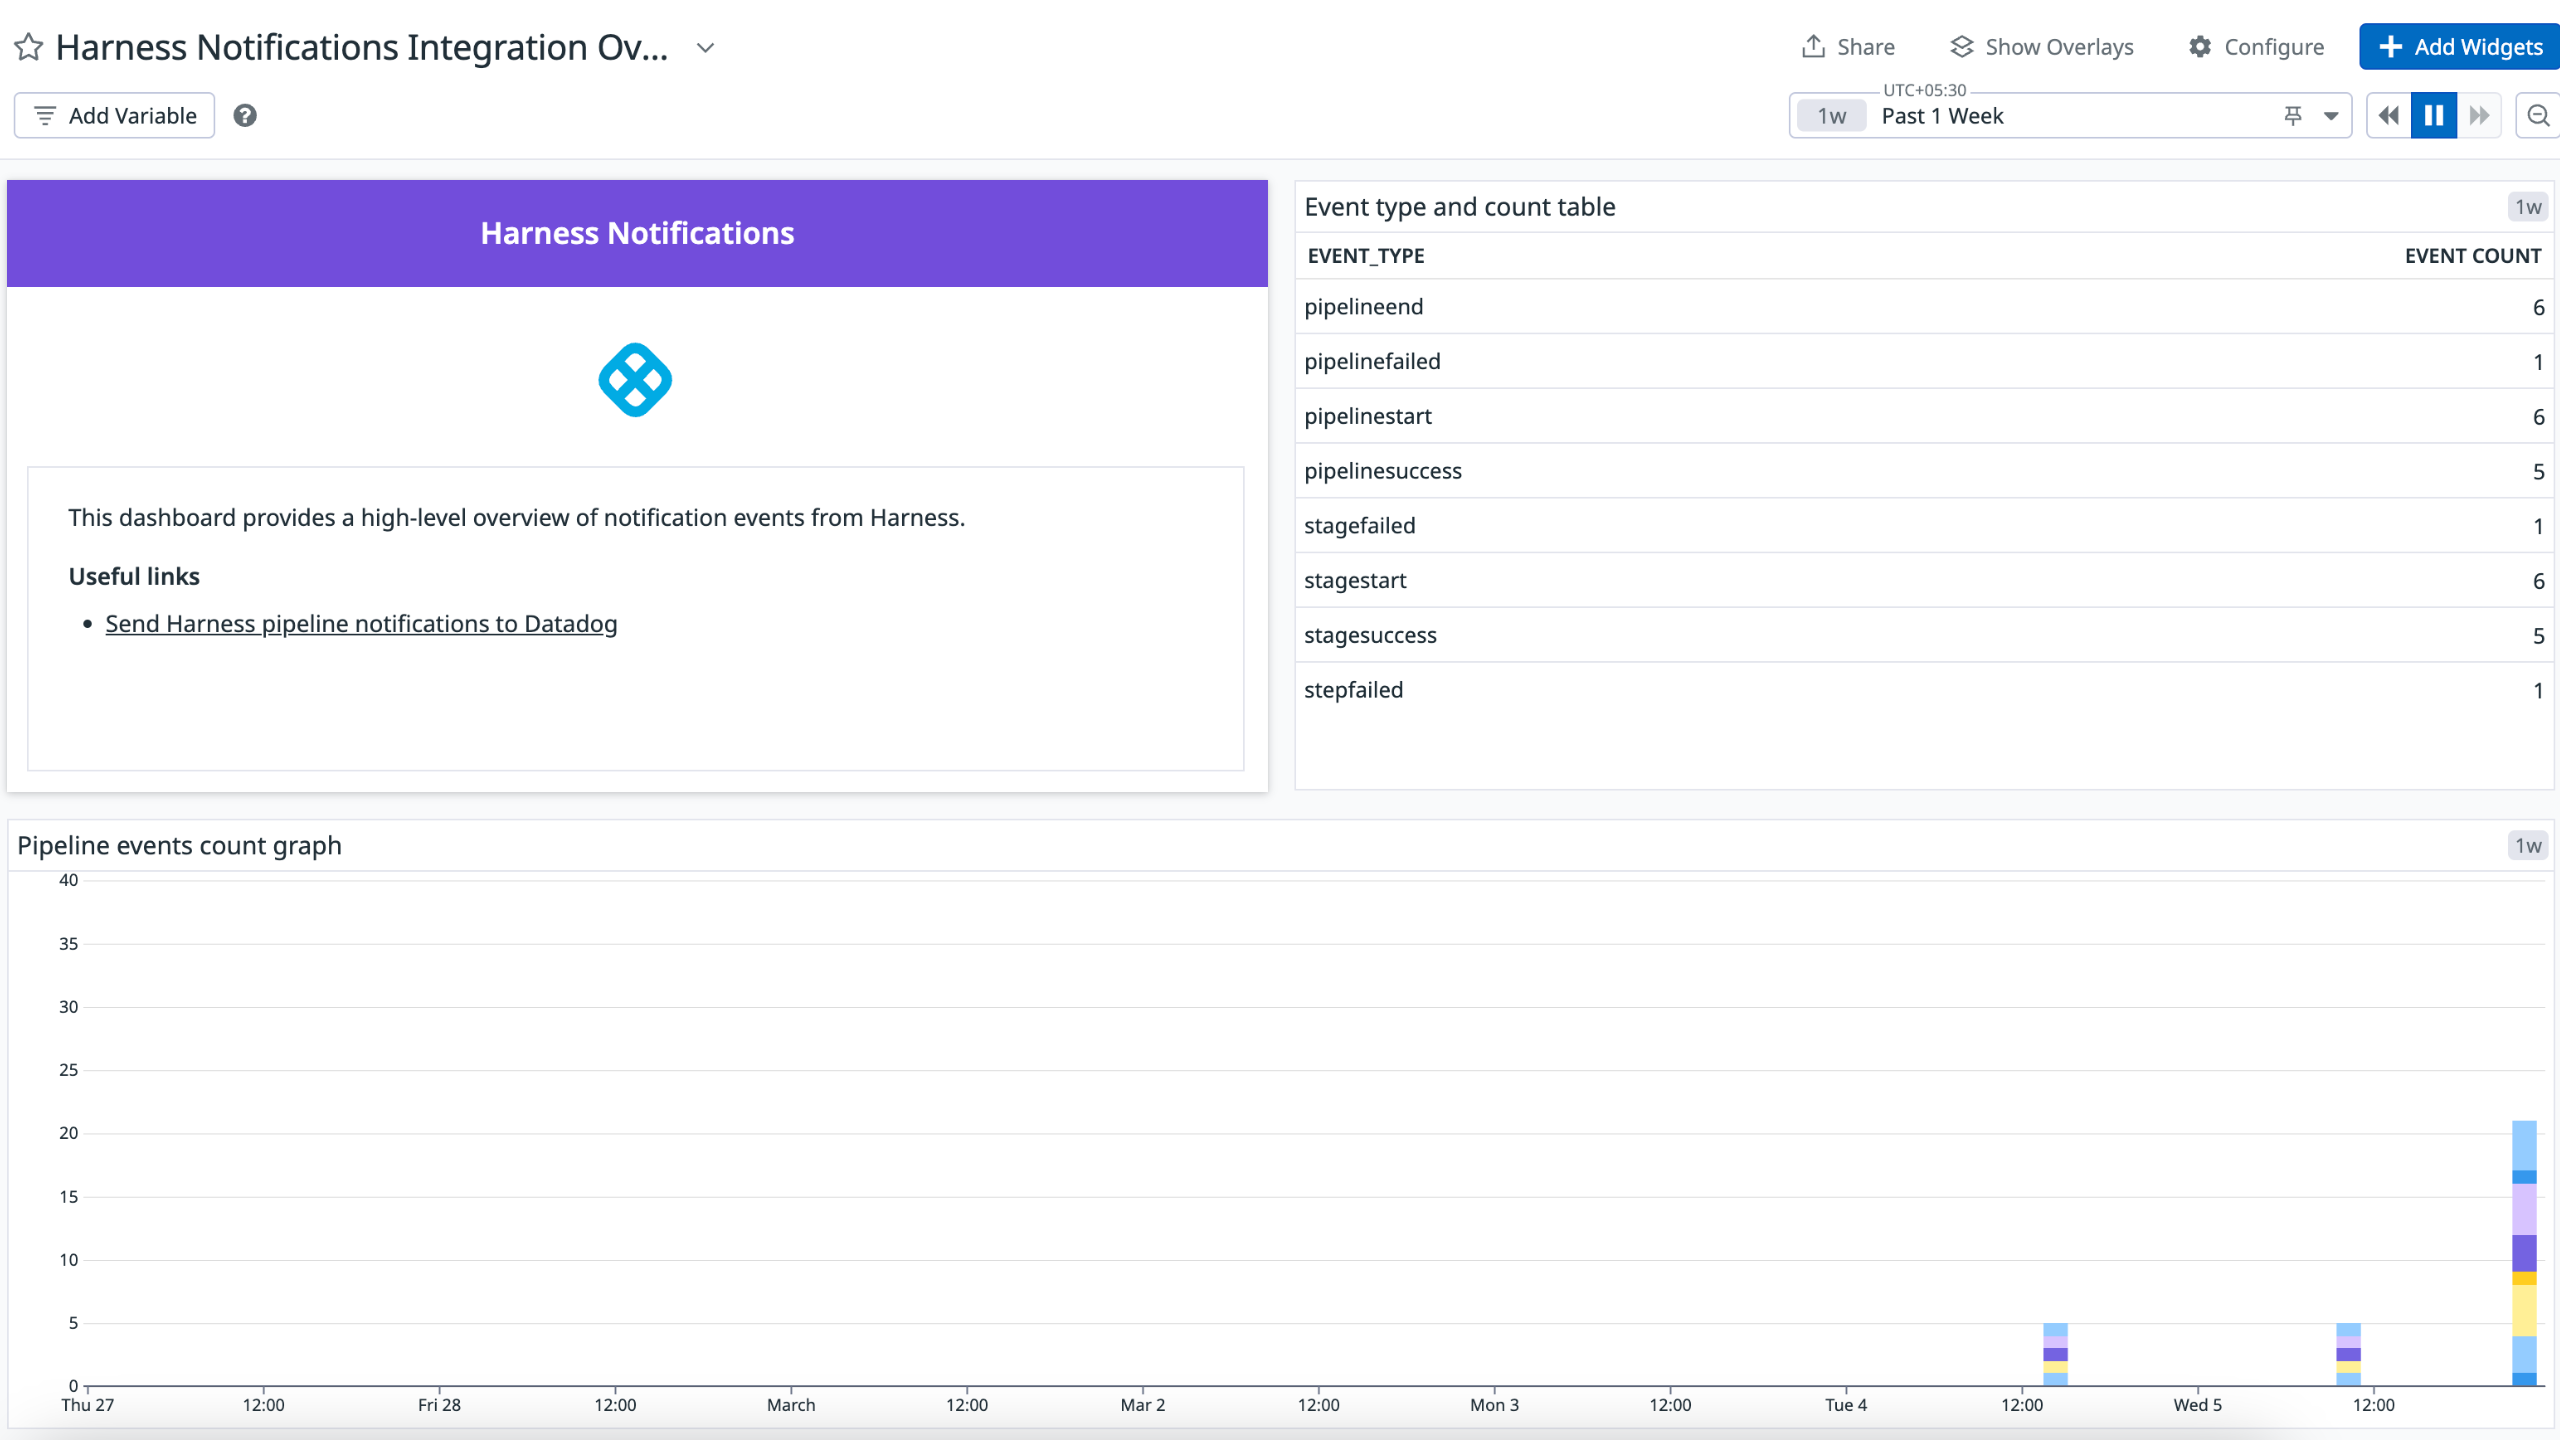 Harness Notifications Integration Ov...
Share
Show Overlays
Configure
Add Widgets
Add Variable
UTC+05:30
1w Past 1 Week
Harness Notifications
This dashboard provides a high-level overview of notification events from Harness.
Useful links
• Send Harness pipeline notifications to Datadog
Event type and count table
1w
EVENT_TYPE EVENT COUNT
pipelineend 6
pipelinefailed 1
pipelinestart 6
pipelinesuccess 5
stagefailed 1
stagestart 6
stagesuccess 5
stepfailed 1
Pipeline events count graph
1w
40
35
30
25
20
15
10
5
0
Thu 27 12:00 Fri 28 12:00 March 12:00 Mar 2 12:00 Mon 3 12:00 Tue 4 12:00 Wed 5 12:00